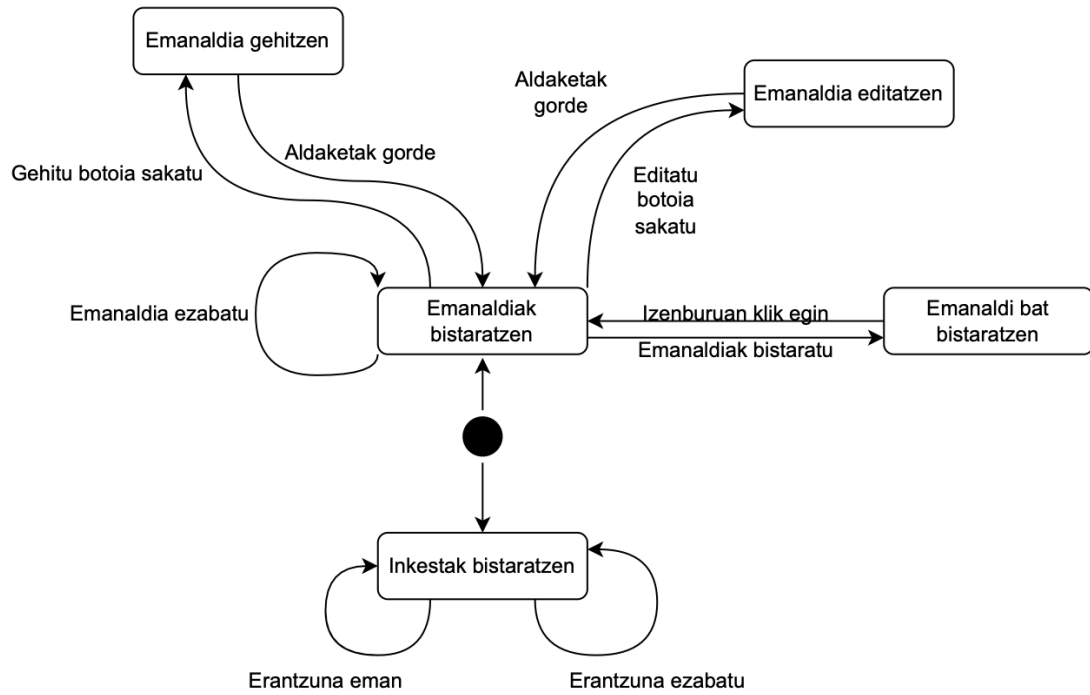 Emanaldia gehitzen
Aldaketak
gorde
Emanaldia editatzen
Gehitu botoia sakatu
Aldaketak gorde
Editatu
botoia
sakatu
Emanaldia ezabatu
Emanaldiak
bistaratzen
Izenburuan klik egin
Emanaldiak bistaratu
Emanaldi bat
bistaratzen
Inkestak bistaratzen
Erantzuna eman
Erantzuna ezabatu